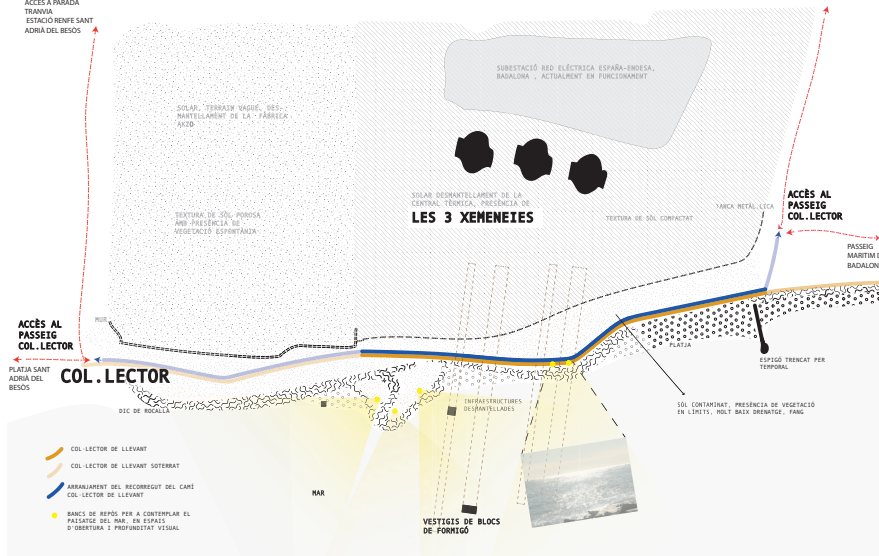 ACCÈS A PARADA
TRANVIA
ESTACIÓ RENFE SANT
ADRIÀ DEL BESÒS
SUBESTACIÓ RED ELÉCTRICA ESPAÑA-ENDESA,
BADALONA , ACTUALMENT EN FUNCIONAMENT
SOLAR, TERRAIN VAGUE, DES-
MANTELLAMENT DE LA FÀBRICA
AKZO
SOLAR DESMANTELLAMENT DE LA
CENTRAL TÈRMICA, PRESÈNCIA DE
LES 3 XEMENEIES
TEXTURA DE SÒL POROSA
AMB PRESÈNCIA DE
VEGETACIÓ ESPONTÀNIA
TEXTURA DE SÒL COMPACTAT
TANCA METÀL.LICA
ACCÈS AL
PASSEIG
COL.LECTOR
PASSEIG
MARÍTIM D
BADALON
MUR
ACCÈS AL
PASSEIG
COL.LECTOR
PLATJA SANT
ADRIÀ DEL
BESÒS
COL.LECTOR
PLATJA
ESPIGÓ TRENCAT PER
TEMPORAL
DIC DE ROCALLA
INFRAESTRUCTURES
DESMANTELLADES
SÒL CONTAMINAT, PRESÈNCIA DE VEGETACIÓ
EN LÍMITS, MOLT BAIX DRENATGE, FANG
COL·LECTOR DE LLEVANT
COL·LECTOR DE LLEVANT SOTERRAT
ARRANJAMENT DEL RECORREGUT DEL CAMÍ
COL·LECTOR DE LLEVANT
BANCS DE REPÒS PER A CONTEMPLAR EL
PAISATGE DEL MAR, EN ESPAIS
D'OBERTURA I PROFUNDITAT VISUAL
MAR
VESTIGIS DE BLOCS
DE FORMIGÓ